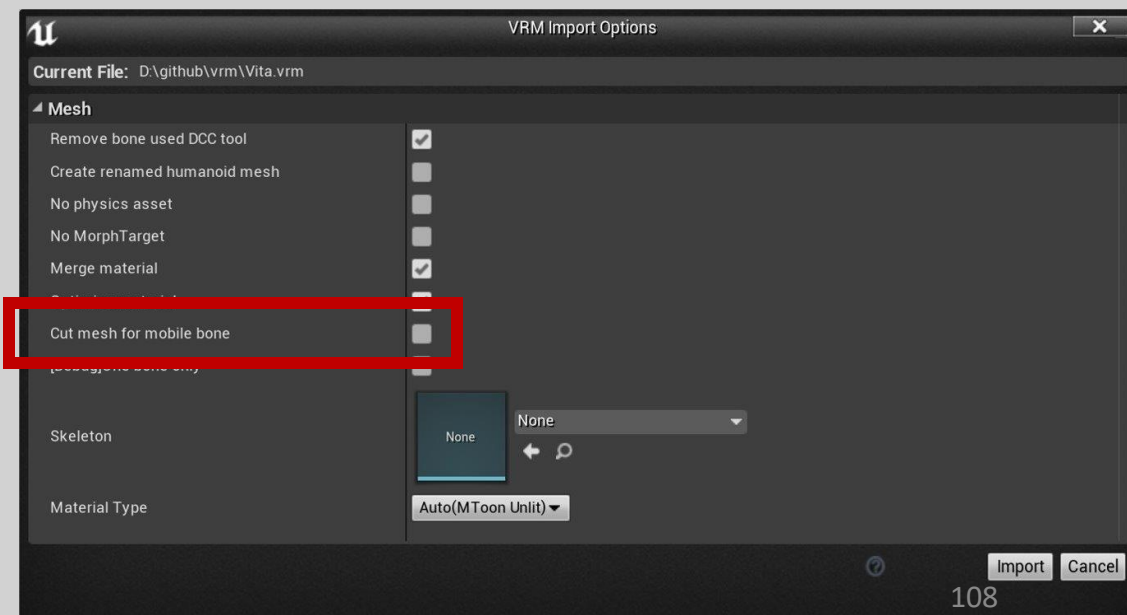 VRM Import Options
Current File: D:\github\vrm\Vita.vrm
Mesh
Remove bone used DCC tool
Create renamed humanoid mesh
No physics asset
No MorphTarget
Merge material
Cut mesh for mobile bone
bone only
Skeleton
None
None
Material Type
Auto(MToon Unlit)
Import Cancel
108